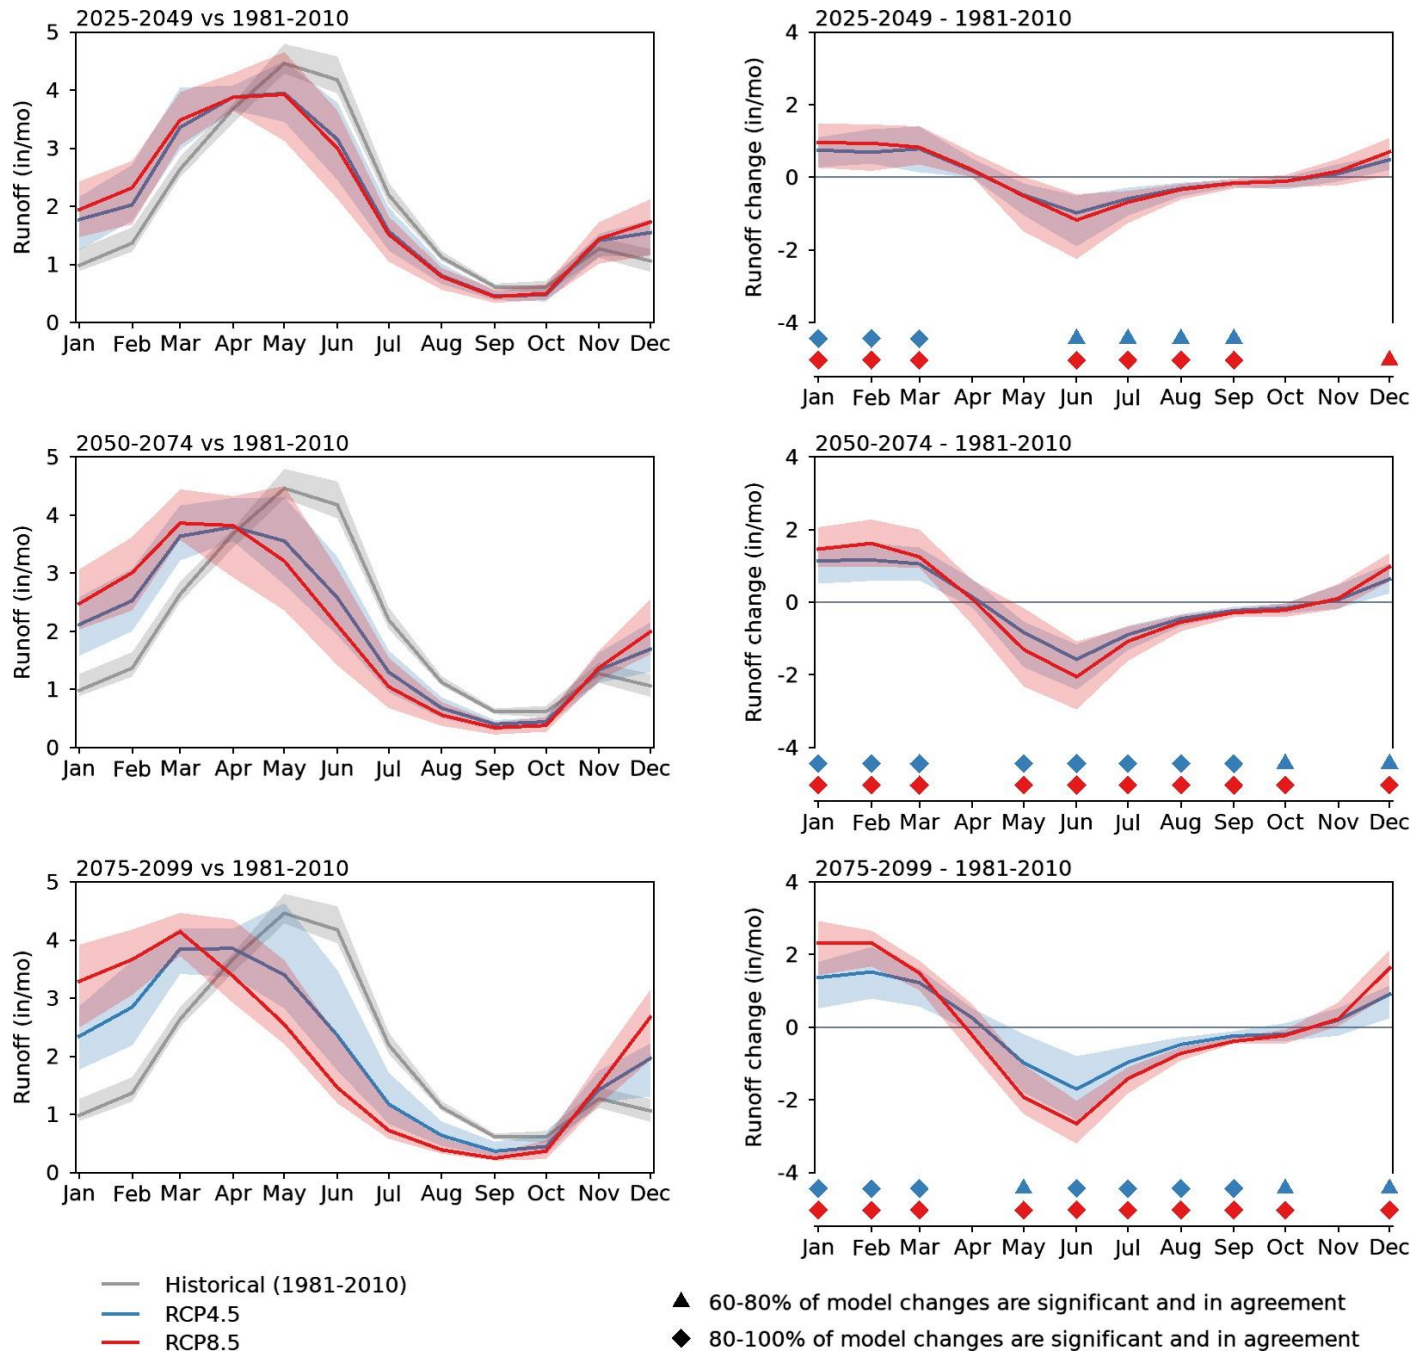 2025-2049 vs 1981-2010
Runoff (in/mo)
5
4
3
2
1
0
Jan Feb Mar Apr May Jun Jul Aug Sep Oct Nov Dec
2025-2049 - 1981-2010
Runoff change (in/mo)
4
2
0
-2
-4
Jan Feb Mar Apr May Jun Jul Aug Sep Oct Nov Dec
2050-2074 vs 1981-2010
Runoff (in/mo)
5
4
3
2
1
0
Jan Feb Mar Apr May Jun Jul Aug Sep Oct Nov Dec
2050-2074 - 1981-2010
Runoff change (in/mo)
4
2
0
-2
-4
Jan Feb Mar Apr May Jun Jul Aug Sep Oct Nov Dec
2075-2099 vs 1981-2010
Runoff (in/mo)
5
4
3
2
1
0
Jan Feb Mar Apr May Jun Jul Aug Sep Oct Nov Dec
2075-2099 - 1981-2010
Runoff change (in/mo)
4
2
0
-2
-4
Jan Feb Mar Apr May Jun Jul Aug Sep Oct Nov Dec
Historical (1981-2010)
RCP4.5
RCP8.5
60-80% of model changes are significant and in agreement
80-100% of model changes are significant and in agreement